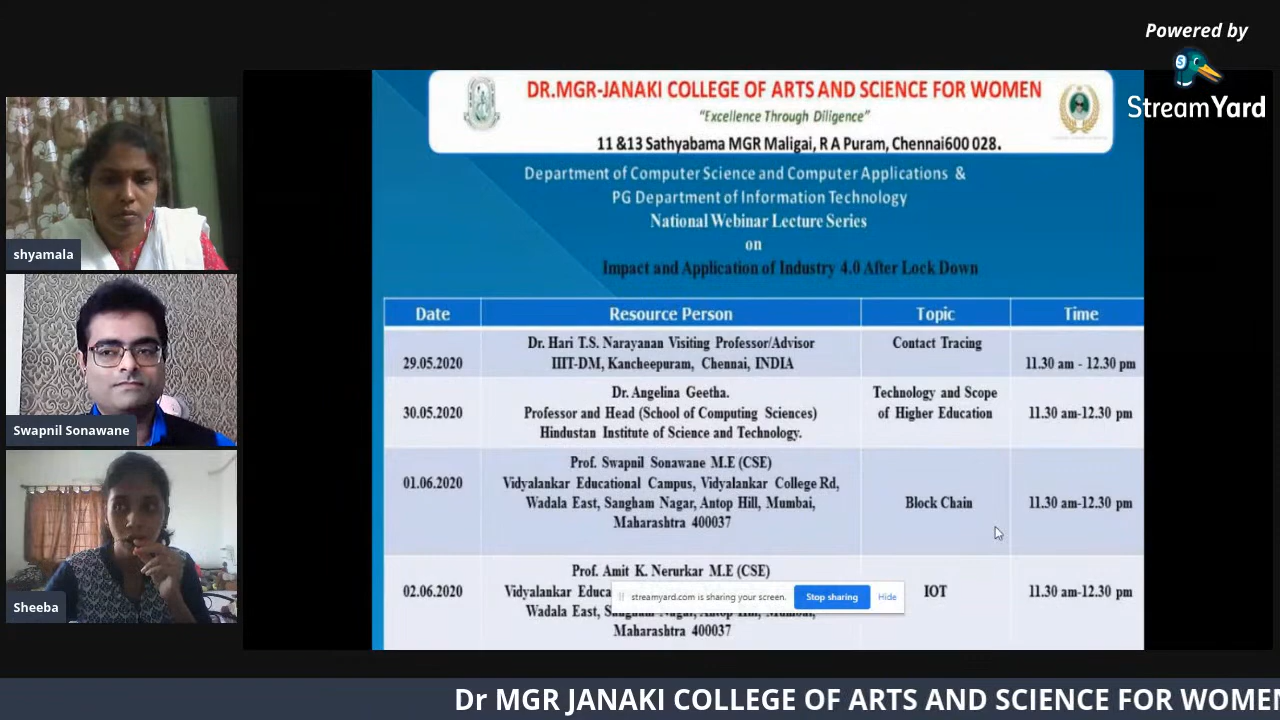 Powered by
StreamYard
DR.MGR-JANAKI COLLEGE OF ARTS AND SCIENCE FOR WOMEN
“Excellence Through Diligence”
11 &13 Sathyabama MGR Maligai, R A Puram, Chennai600 028.
Department of Computer Science and Computer Applications &
PG Department of Information Technology
National Webinar Lecture Series
on
Impact and Application of Industry 4.0 After Lock Down
Date Resource Person Topic Time
Dr. Hari T.S. Narayanan Visiting Professor/Advisor Contact Tracing
29.05.2020 IIIT-DM, Kancheepuram, Chennai, INDIA 11.30 am - 12.30 pm
Dr. Angelina Geetha. Technology and Scope
30.05.2020 Professor and Head (School of Computing Sciences) of Higher Education 11.30 am-12.30 pm
Hindustan Institute of Science and Technology.
Prof. Swapnil Sonawane M.E (CSE)
01.06.2020 Vidyalankar Educational Campus, Vidyalankar College Rd,
Wadala East, Sangham Nagar, Antop Hill, Mumbai, Block Chain 11.30 am-12.30 pm
Maharashtra 400037
Prof. Amit K. Nerurkar M.E (CSE)
02.06.2020 Vidyalankar Educa IOT 11.30 am-12.30 pm
streamyard.com is sharing your screen. Stop sharing Hide
Wadala East,
Maharashtra 400037
shyamala
Swapnil Sonawane
Sheeba
Dr MGR JANAKI COLLEGE OF ARTS AND SCIENCE FOR WOMEN